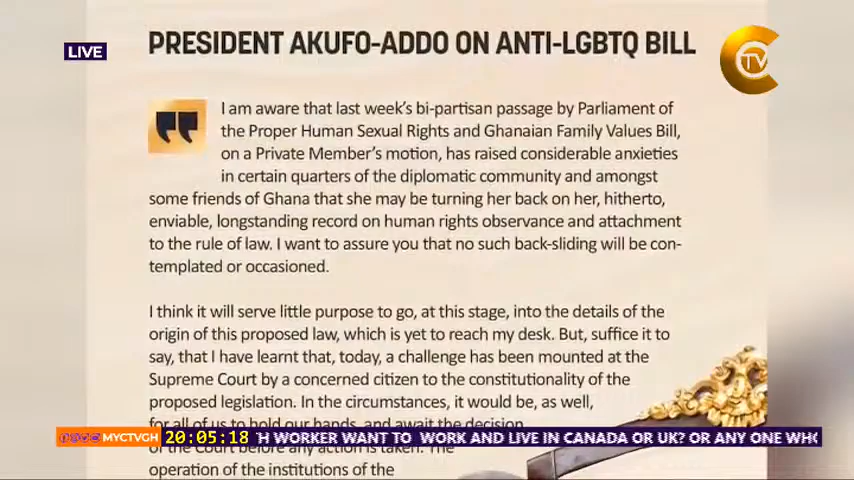 LIVE
PRESIDENT AKUFO-ADDO ON ANTI-LGBTQ BILL
CTV
I am aware that last week's bi-partisan passage by Parliament of
the Proper Human Sexual Rights and Ghanaian Family Values Bill,
on a Private Member's motion, has raised considerable anxieties
in certain quarters of the diplomatic community and amongst
some friends of Ghana that she may be turning her back on her, hitherto,
enviable, longstanding record on human rights observance and attachment
to the rule of law. I want to assure you that no such back-sliding will be con-
templated or occasioned.
I think it will serve little purpose to go, at this stage, into the details of the
origin of this proposed law, which is yet to reach my desk. But, suffice it to
say, that I have learnt that, today, a challenge has been mounted at the
Supreme Court by a concerned citizen to the constitutionality of the
proposed legislation. In the circumstances, it would be, as well,
for all of us to hold our hands, and await the decision
MYCTVGH 20:05:18 H WORKER WANT TO WORK AND LIVE IN CANADA OR UK? OR ANY ONE WHO
of the Court before any action is taken. The
operation of the institutions of the